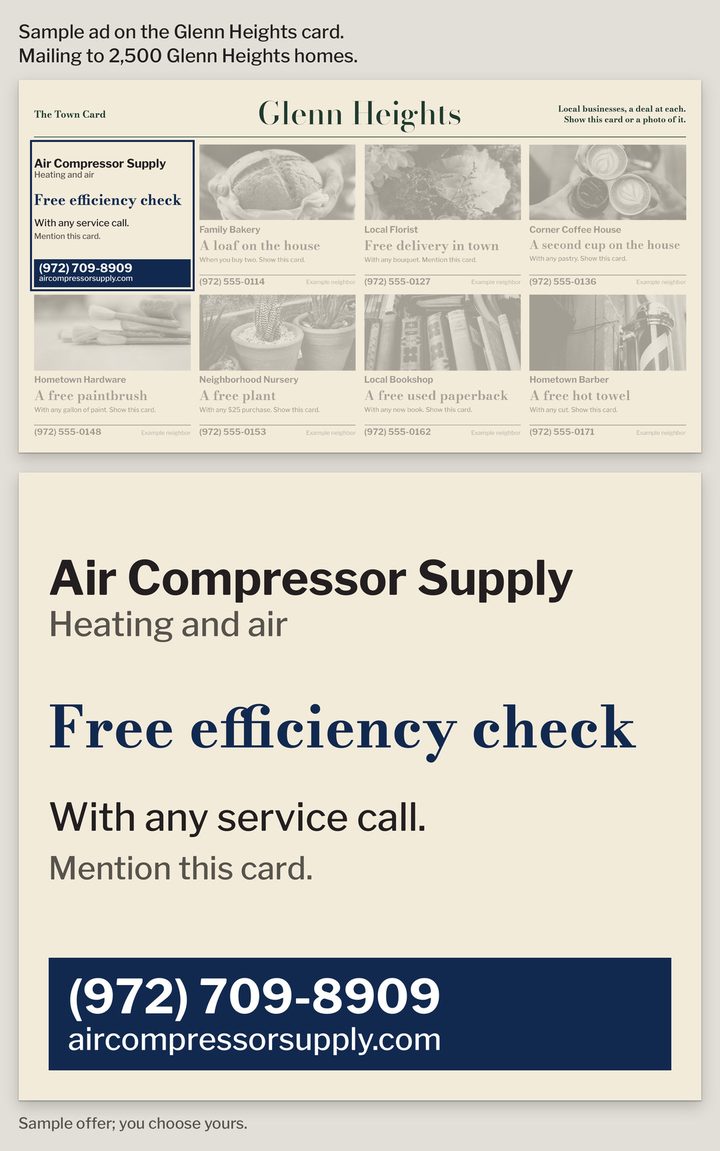 Sample ad on the Glenn Heights card.
Mailing to 2,500 Glenn Heights homes.
The Town Card
Glenn Heights
Local businesses, a deal at each.
Show this card or a photo of it.
Air Compressor Supply
Heating and air
Free efficiency check
With any service call.
Mention this card.
(972) 709-8909
aircompressorsupply.com
Family Bakery
A loaf on the house
When you buy two. Show this card.
(972) 555-0114
Example neighbor
Local Florist
Free delivery in town
With any bouquet. Mention this card.
(972) 555-0127
Example neighbor
Corner Coffee House
A second cup on the house
With any pastry. Show this card.
(972) 555-0136
Example neighbor
Hometown Hardware
A free paintbrush
With any gallon of paint. Show this card.
(972) 555-0148
Example neighbor
Neighborhood Nursery
A free plant
With any $25 purchase. Show this card.
(972) 555-0153
Example neighbor
Local Bookshop
A free used paperback
With any new book. Show this card.
(972) 555-0162
Example neighbor
Hometown Barber
A free hot towel
With any cut. Show this card.
(972) 555-0171
Example neighbor
Air Compressor Supply
Heating and air
Free efficiency check
With any service call.
Mention this card.
(972) 709-8909
aircompressorsupply.com
Sample offer; you choose yours.